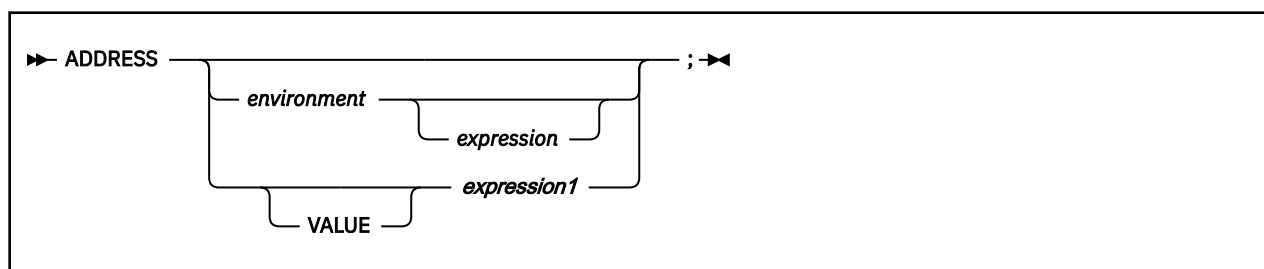 ADDRESS ;
environment
expression
expression1
VALUE